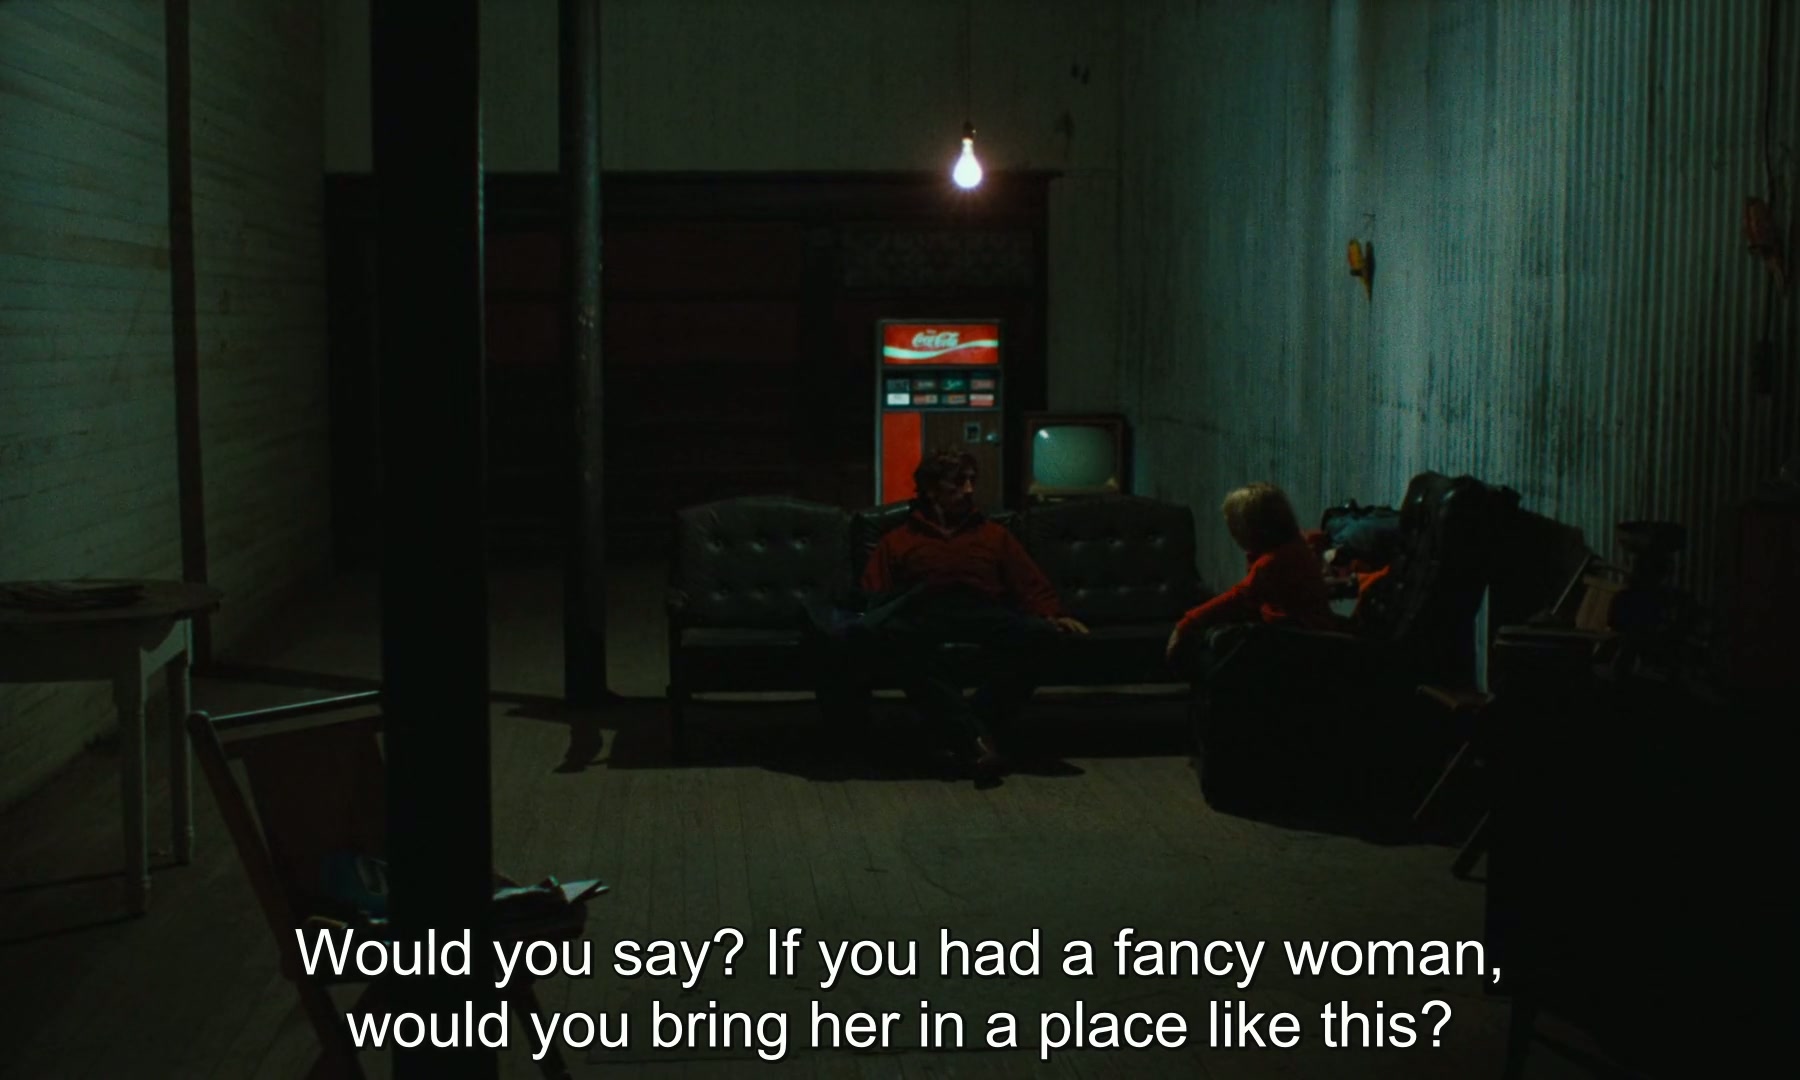 Coca-Cola
Would you say? If you had a fancy woman,
would you bring her in a place like this?